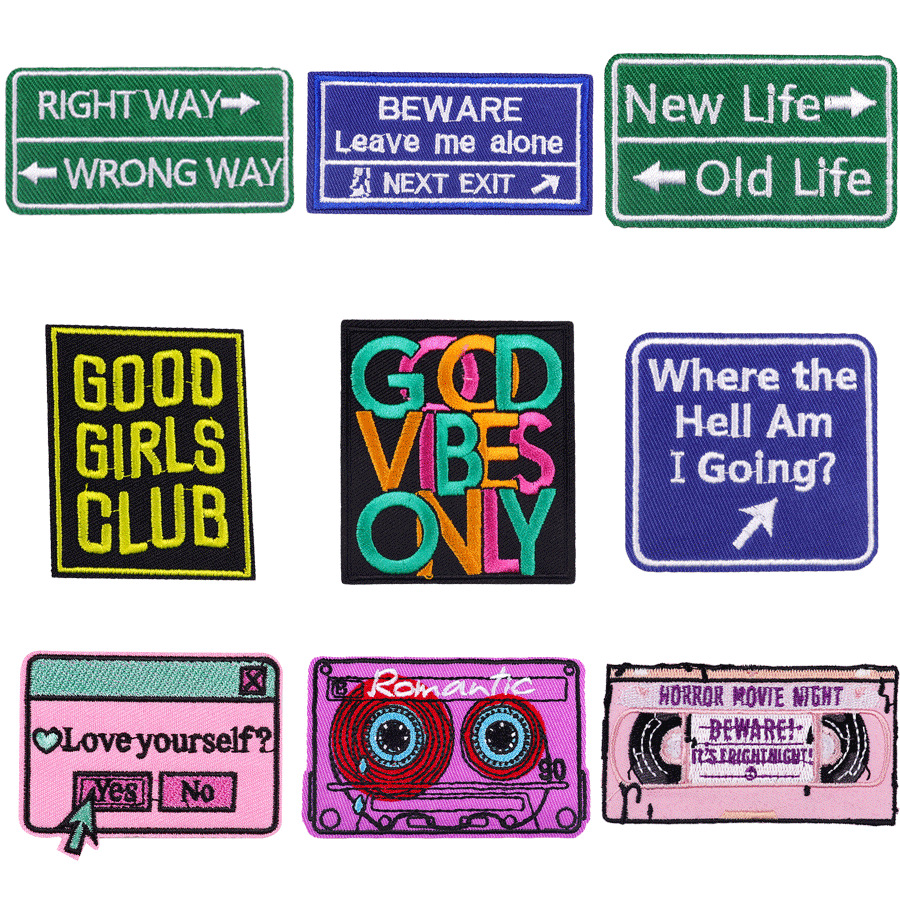 RIGHT WAY
WRONG WAY
BEWARE
Leave me alone
NEXT EXIT
New Life
Old Life
GOOD
GIRLS
CLUB
GOOD
VIBES
ONLY
Where the
Hell Am
I Going?
Love yourself?
Yes No
Romantic
90
HORROR MOVIE NIGHT
BEWARE!
IT'S FRIGHT NIGHT!